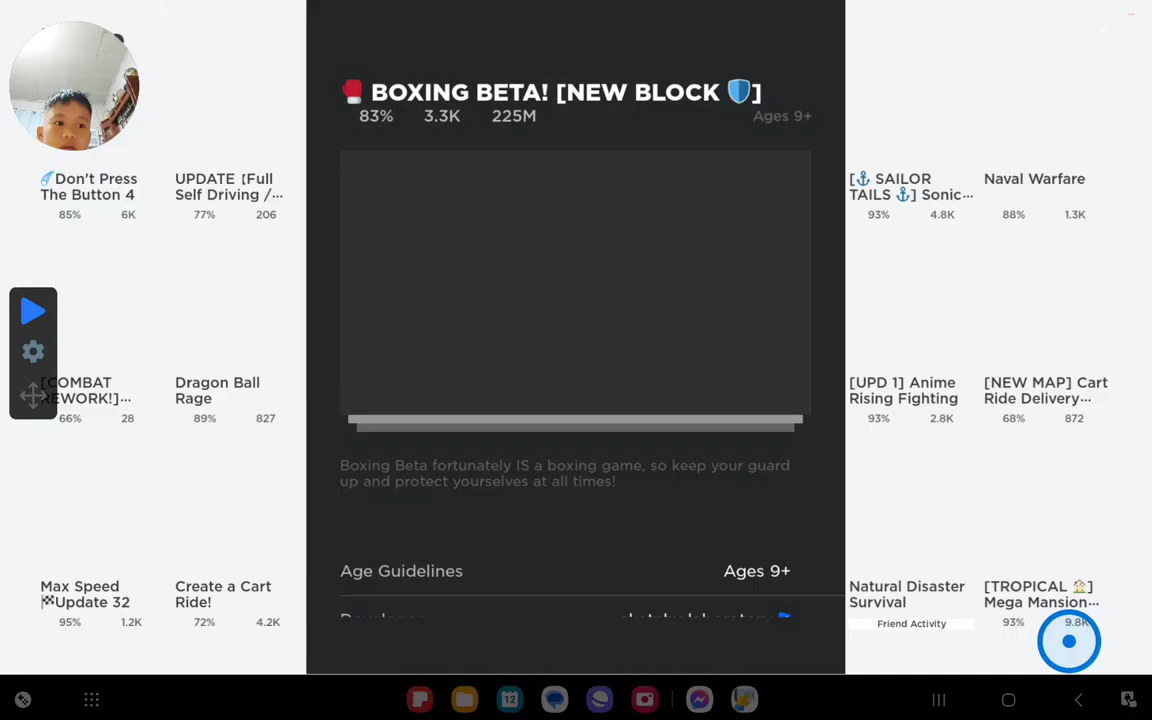 🥊 BOXING BETA! [NEW BLOCK 🛡️]
83% 3.3K 225M Ages 9+
Boxing Beta fortunately IS a boxing game, so keep your guard
up and protect yourselves at all times!
Age Guidelines Ages 9+
☄️Don't Press
The Button 4
85% 6K
UPDATE [Full
Self Driving /...
77% 206
[⚓ SAILOR
TAILS ⚓] Sonic...
93% 4.8K
Naval Warfare
88% 1.3K
[COMBAT
REWORK!]...
66% 28
Dragon Ball
Rage
89% 827
[UPD 1] Anime
Rising Fighting
93% 2.8K
[NEW MAP] Cart
Ride Delivery...
68% 872
Max Speed
🏁Update 32
95% 1.2K
Create a Cart
Ride!
72% 4.2K
Natural Disaster
Survival
Friend Activity
[TROPICAL 🏠]
Mega Mansion...
93% 9.8K
12